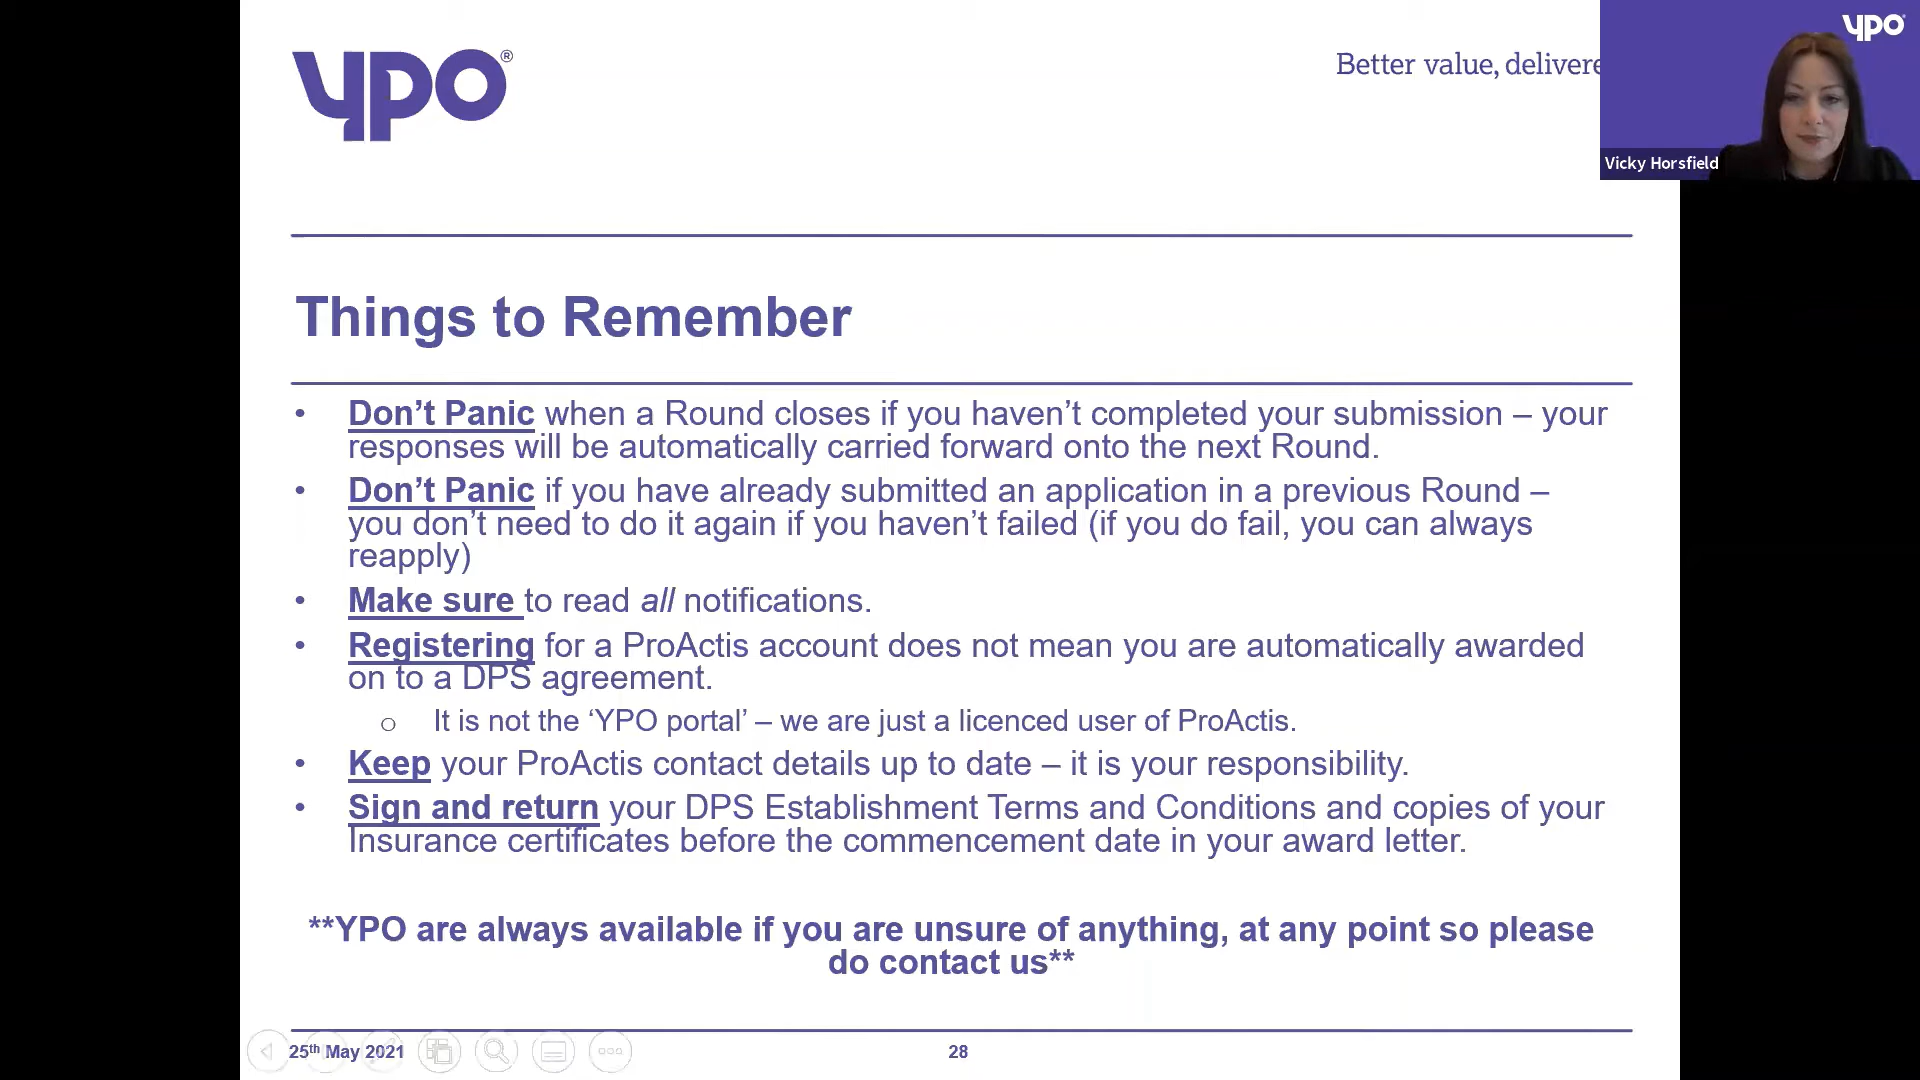 ypo®
Better value, delivere
ypo
Vicky Horsfield
Things to Remember
• Don’t Panic when a Round closes if you haven’t completed your submission – your
responses will be automatically carried forward onto the next Round.
• Don’t Panic if you have already submitted an application in a previous Round –
you don’t need to do it again if you haven’t failed (if you do fail, you can always
reapply)
• Make sure to read all notifications.
• Registering for a ProActis account does not mean you are automatically awarded
on to a DPS agreement.
o It is not the ‘YPO portal’ – we are just a licenced user of ProActis.
• Keep your ProActis contact details up to date – it is your responsibility.
• Sign and return your DPS Establishment Terms and Conditions and copies of your
Insurance certificates before the commencement date in your award letter.
**YPO are always available if you are unsure of anything, at any point so please
do contact us**
25th May 2021
28